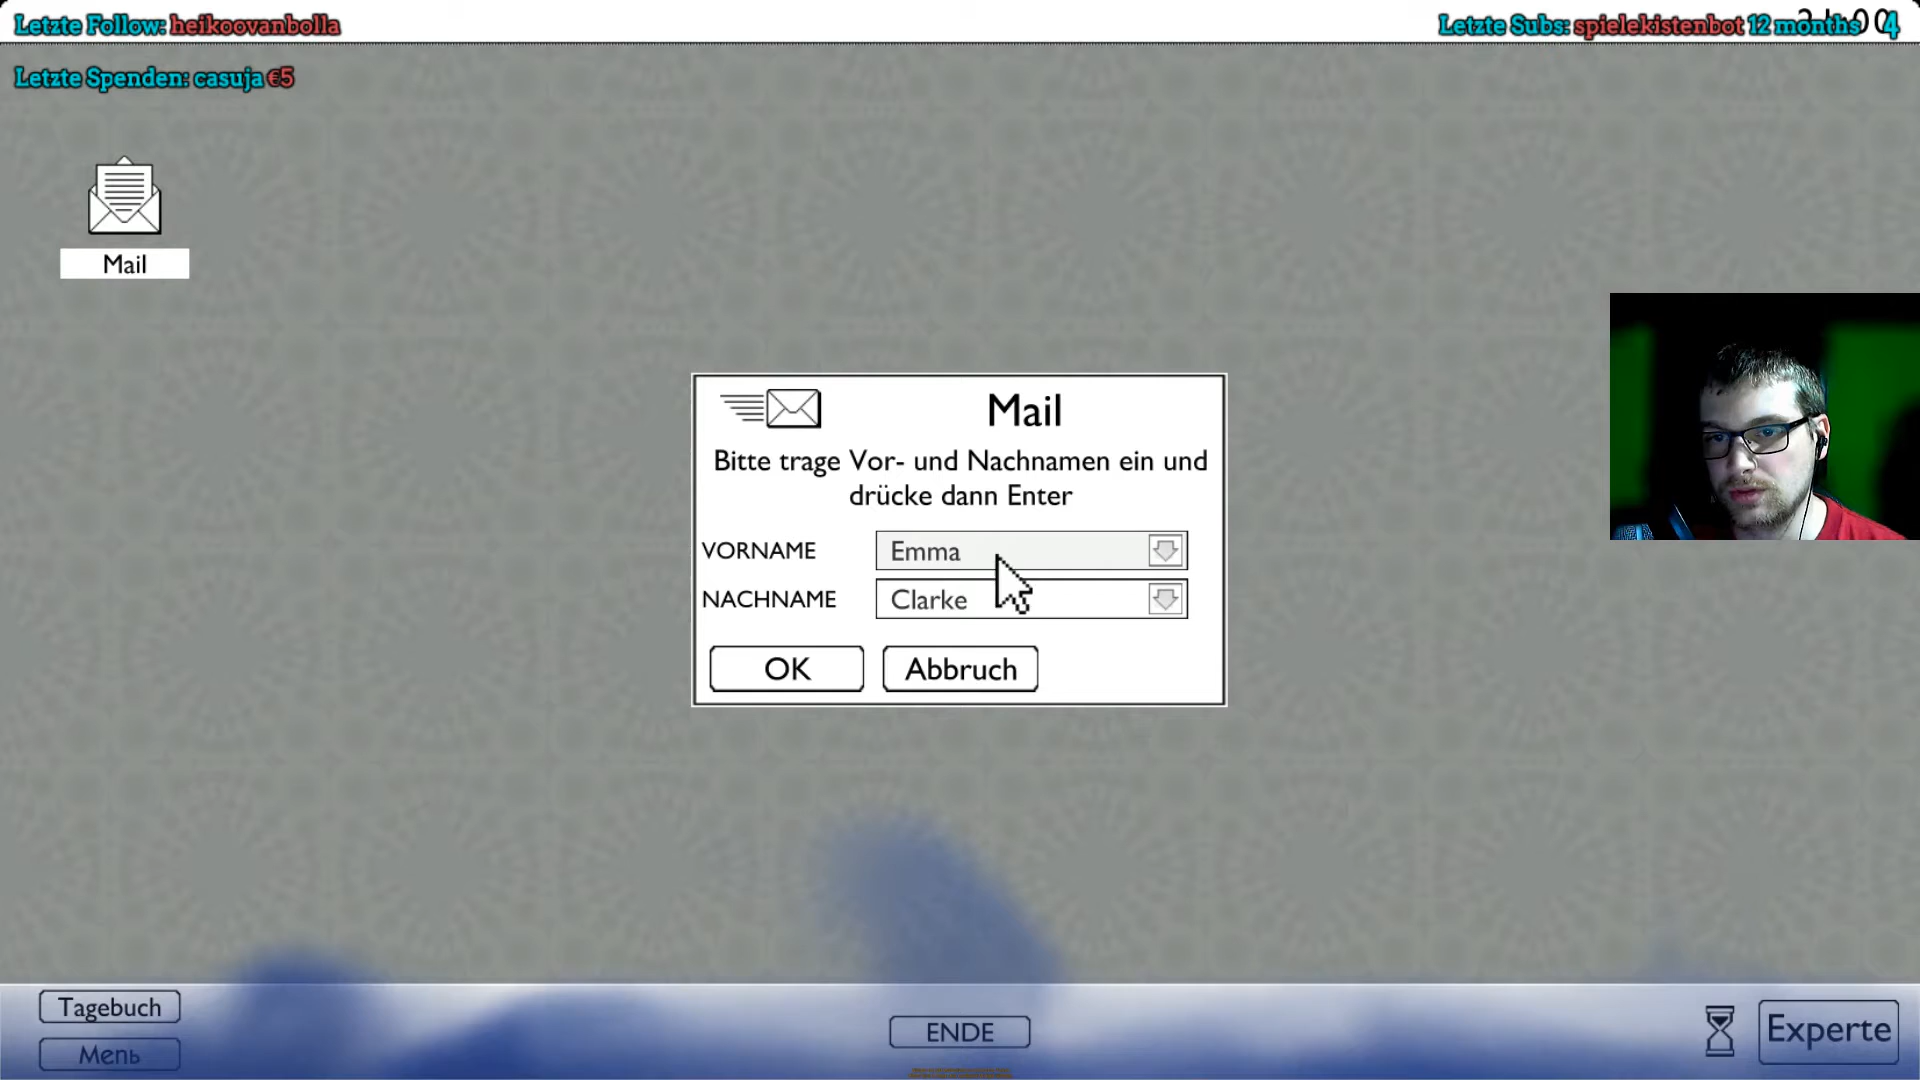 Letzte Follow: heikoovanbolla
Letzte Subs: spielekistenbot 12 months 4
Letzte Spenden: casuja €5
Mail
Mail
Bitte trage Vor- und Nachnamen ein und
drücke dann Enter
VORNAME
Emma
NACHNAME
Clarke
OK
Abbruch
Tagebuch
Menü
ENDE
Experte